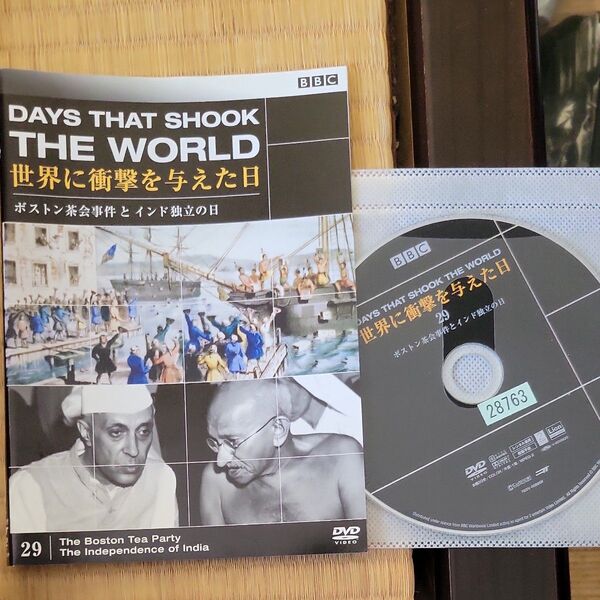 BBC
DAYS THAT SHOOK
THE WORLD
世界に衝撃を与えた日
ボストン茶会事件とインド独立の日
29
The Boston Tea Party
The Independence of India
DVD
VIDEO
BBC
DAYS THAT SHOOK THE WORLD
世界に衝撃を与えた日
29
ボストン茶会事件とインド独立の日
28763
DVD
VIDEO